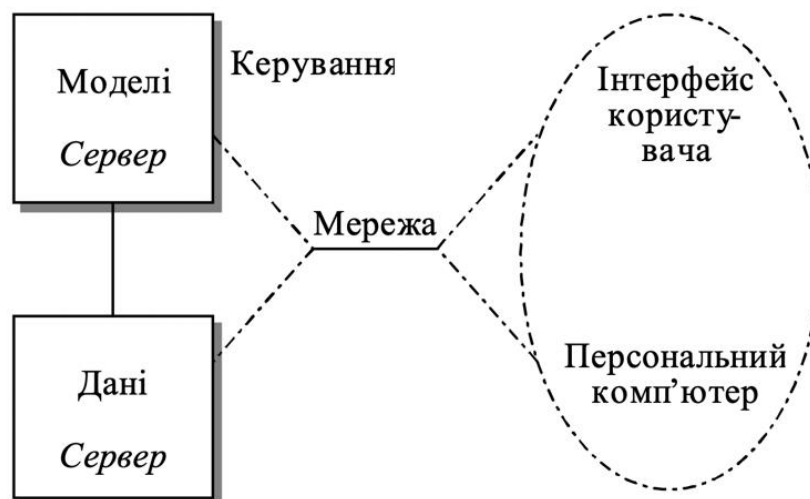 Моделі
Сервер
Керування
Мережа
Інтерфейс
користу-
вача
Дані
Сервер
Персональний
комп’ютер